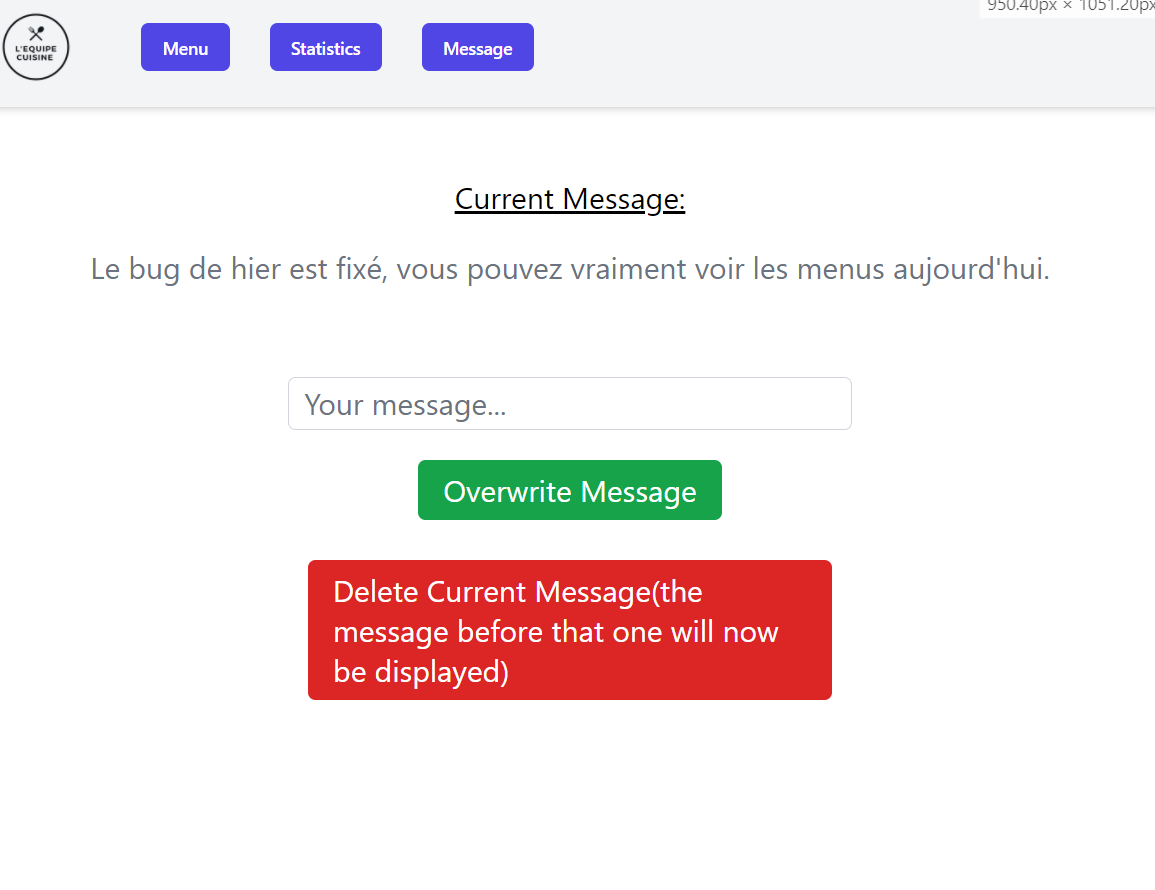 950.40px × 1051.20px
L'EQUIPE
CUISINE
Menu
Statistics
Message
Current Message:
Le bug de hier est fixé, vous pouvez vraiment voir les menus aujourd'hui.
Your message...
Overwrite Message
Delete Current Message(the
message before that one will now
be displayed)